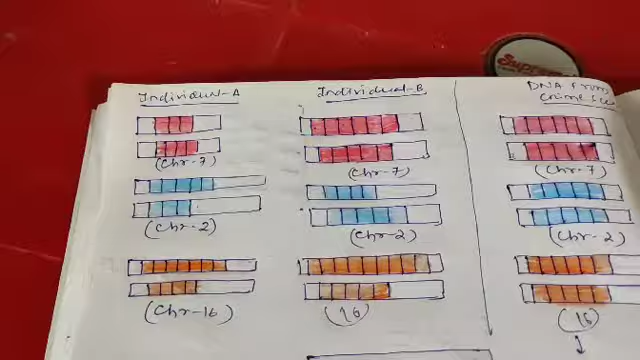 Individual-A
Individual-B
DNA from
Crime
(Chr-7)
(Chr-7)
(Chr-7)
(Chr-2)
(Chr-2)
(Chr-2)
(Chr-16)
(16)
(16)